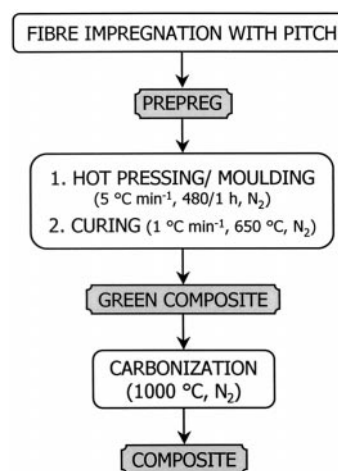 FIBRE IMPREGNATION WITH PITCH
PREPREG
1. HOT PRESSING/ MOULDING
(5 °C min⁻¹, 480/1 h, N₂)
2. CURING (1 °C min⁻¹, 650 °C, N₂)
GREEN COMPOSITE
CARBONIZATION
(1000 °C, N₂)
COMPOSITE